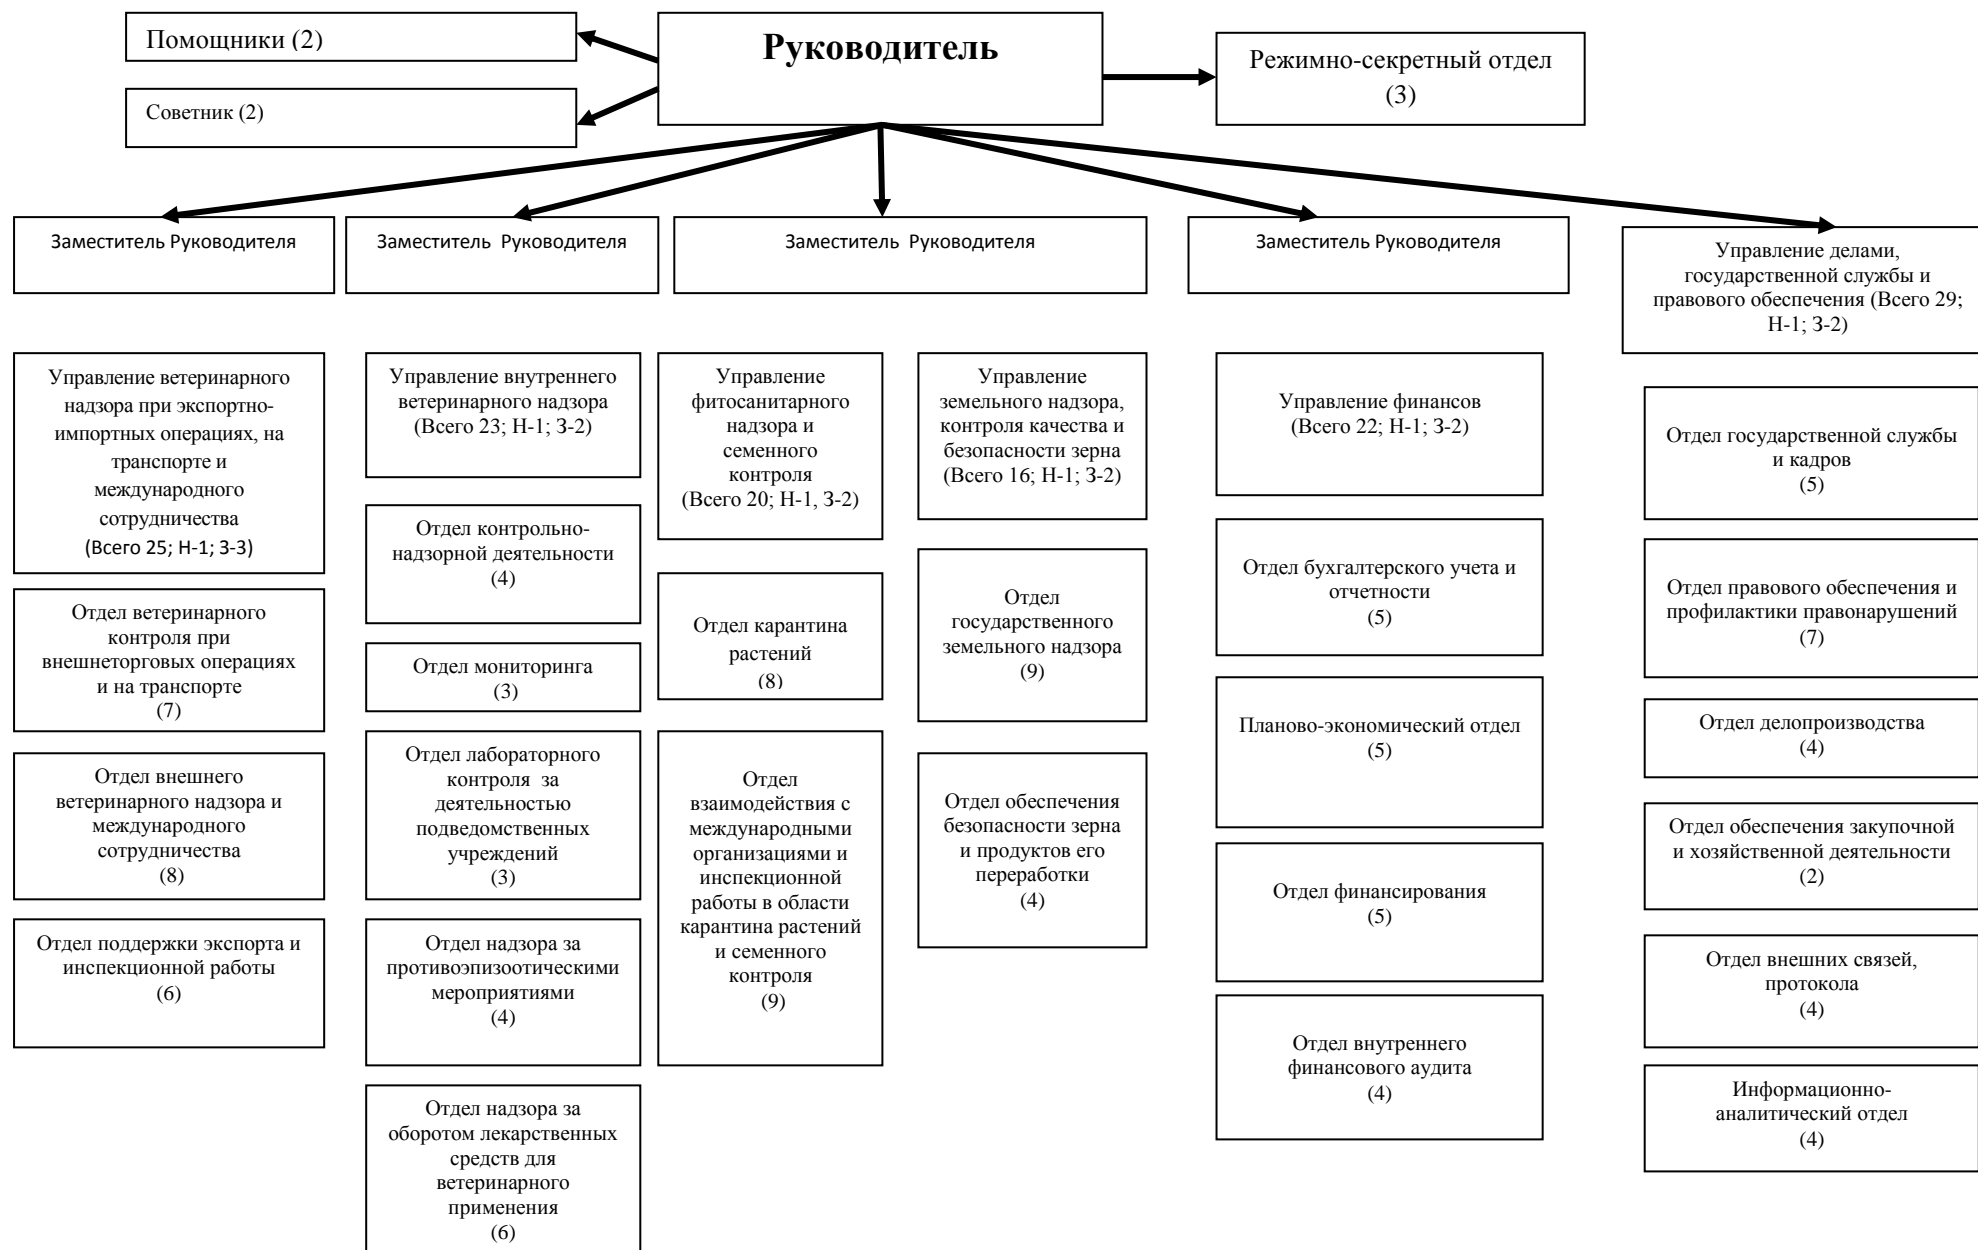 Помощники (2)
Советник (2)
Руководитель
Режимно-секретный отдел
(3)
Заместитель Руководителя
Заместитель Руководителя
Заместитель Руководителя
Заместитель Руководителя
Управление делами,
государственной службы и
правового обеспечения (Всего 29;
Н-1; З-2)
Управление ветеринарного
надзора при экспортно-
импортных операциях, на
транспорте и
международного
сотрудничества
(Всего 25; Н-1; З-3)
Отдел ветеринарного
контроля при
внешнеторговых операциях
и на транспорте
(7)
Отдел внешнего
ветеринарного надзора и
международного
сотрудничества
(8)
Отдел поддержки экспорта и
инспекционной работы
(6)
Управление внутреннего
ветеринарного надзора
(Всего 23; Н-1; З-2)
Отдел контрольно-
надзорной деятельности
(4)
Отдел мониторинга
(3)
Отдел лабораторного
контроля за
деятельностью
подведомственных
учреждений
(3)
Отдел надзора за
противоэпизоотическими
мероприятиями
(4)
Отдел надзора за
оборотом лекарственных
средств для
ветеринарного
применения
(6)
Управление
фитосанитарного
надзора и
семенного
контроля
(Всего 20; Н-1, З-2)
Отдел карантина
растений
(8)
Отдел
взаимодействия с
международными
организациями и
инспекционной
работы в области
карантина растений
и семенного
контроля
(9)
Управление
земельного надзора,
контроля качества и
безопасности зерна
(Всего 16; Н-1; З-2)
Отдел
государственного
земельного надзора
(9)
Отдел обеспечения
безопасности зерна
и продуктов его
переработки
(4)
Управление финансов
(Всего 22; Н-1; З-2)
Отдел бухгалтерского учета и
отчетности
(5)
Планово-экономический отдел
(5)
Отдел финансирования
(5)
Отдел внутреннего
финансового аудита
(4)
Отдел государственной службы
и кадров
(5)
Отдел правового обеспечения и
профилактики правонарушений
(7)
Отдел делопроизводства
(4)
Отдел обеспечения закупочной
и хозяйственной деятельности
(2)
Отдел внешних связей,
протокола
(4)
Информационно-
аналитический отдел
(4)